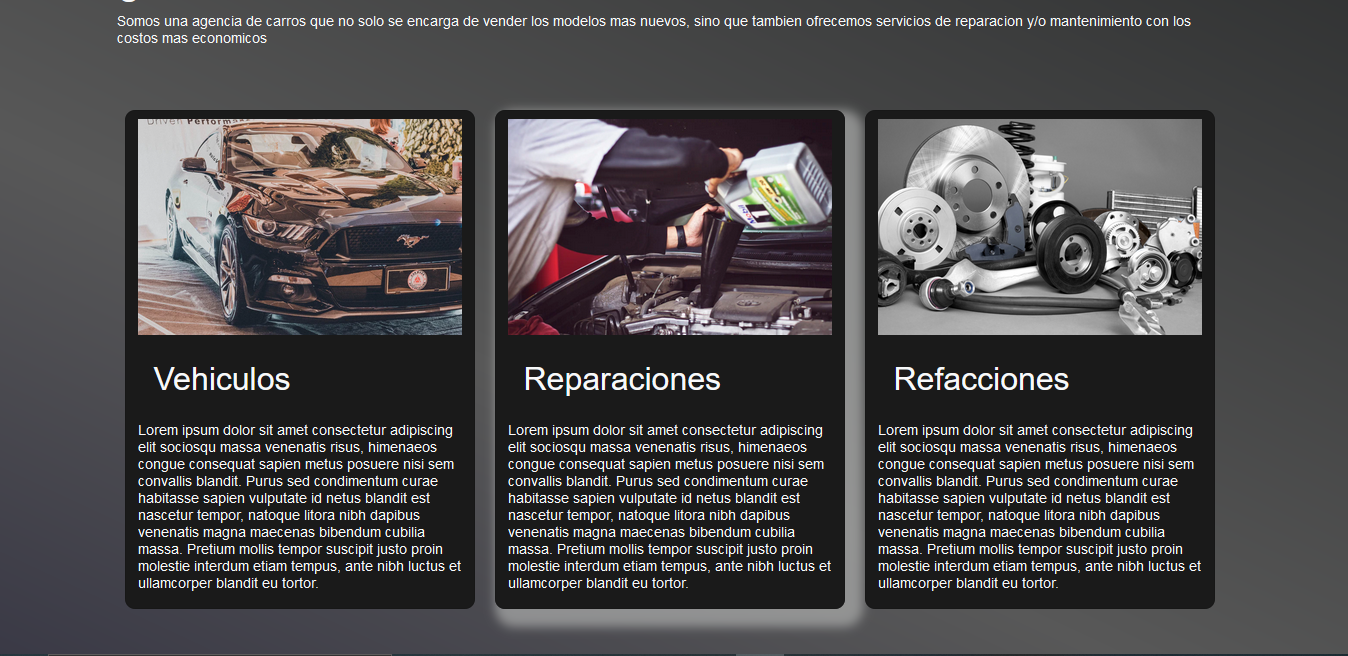 Somos una agencia de carros que no solo se encarga de vender los modelos mas nuevos, sino que tambien ofrecemos servicios de reparacion y/o mantenimiento con los
costos mas economicos
Vehiculos
Lorem ipsum dolor sit amet consectetur adipiscing
elit sociosqu massa venenatis risus, himenaeos
congue consequat sapien metus posuere nisi sem
convallis blandit. Purus sed condimentum curae
habitasse sapien vulputate id netus blandit est
nascetur tempor, natoque litora nibh dapibus
venenatis magna maecenas bibendum cubilia
massa. Pretium mollis tempor suscipit justo proin
molestie interdum etiam tempus, ante nibh luctus et
ullamcorper blandit eu tortor.
Reparaciones
Lorem ipsum dolor sit amet consectetur adipiscing
elit sociosqu massa venenatis risus, himenaeos
congue consequat sapien metus posuere nisi sem
convallis blandit. Purus sed condimentum curae
habitasse sapien vulputate id netus blandit est
nascetur tempor, natoque litora nibh dapibus
venenatis magna maecenas bibendum cubilia
massa. Pretium mollis tempor suscipit justo proin
molestie interdum etiam tempus, ante nibh luctus et
ullamcorper blandit eu tortor.
Refacciones
Lorem ipsum dolor sit amet consectetur adipiscing
elit sociosqu massa venenatis risus, himenaeos
congue consequat sapien metus posuere nisi sem
convallis blandit. Purus sed condimentum curae
habitasse sapien vulputate id netus blandit est
nascetur tempor, natoque litora nibh dapibus
venenatis magna maecenas bibendum cubilia
massa. Pretium mollis tempor suscipit justo proin
molestie interdum etiam tempus, ante nibh luctus et
ullamcorper blandit eu tortor.